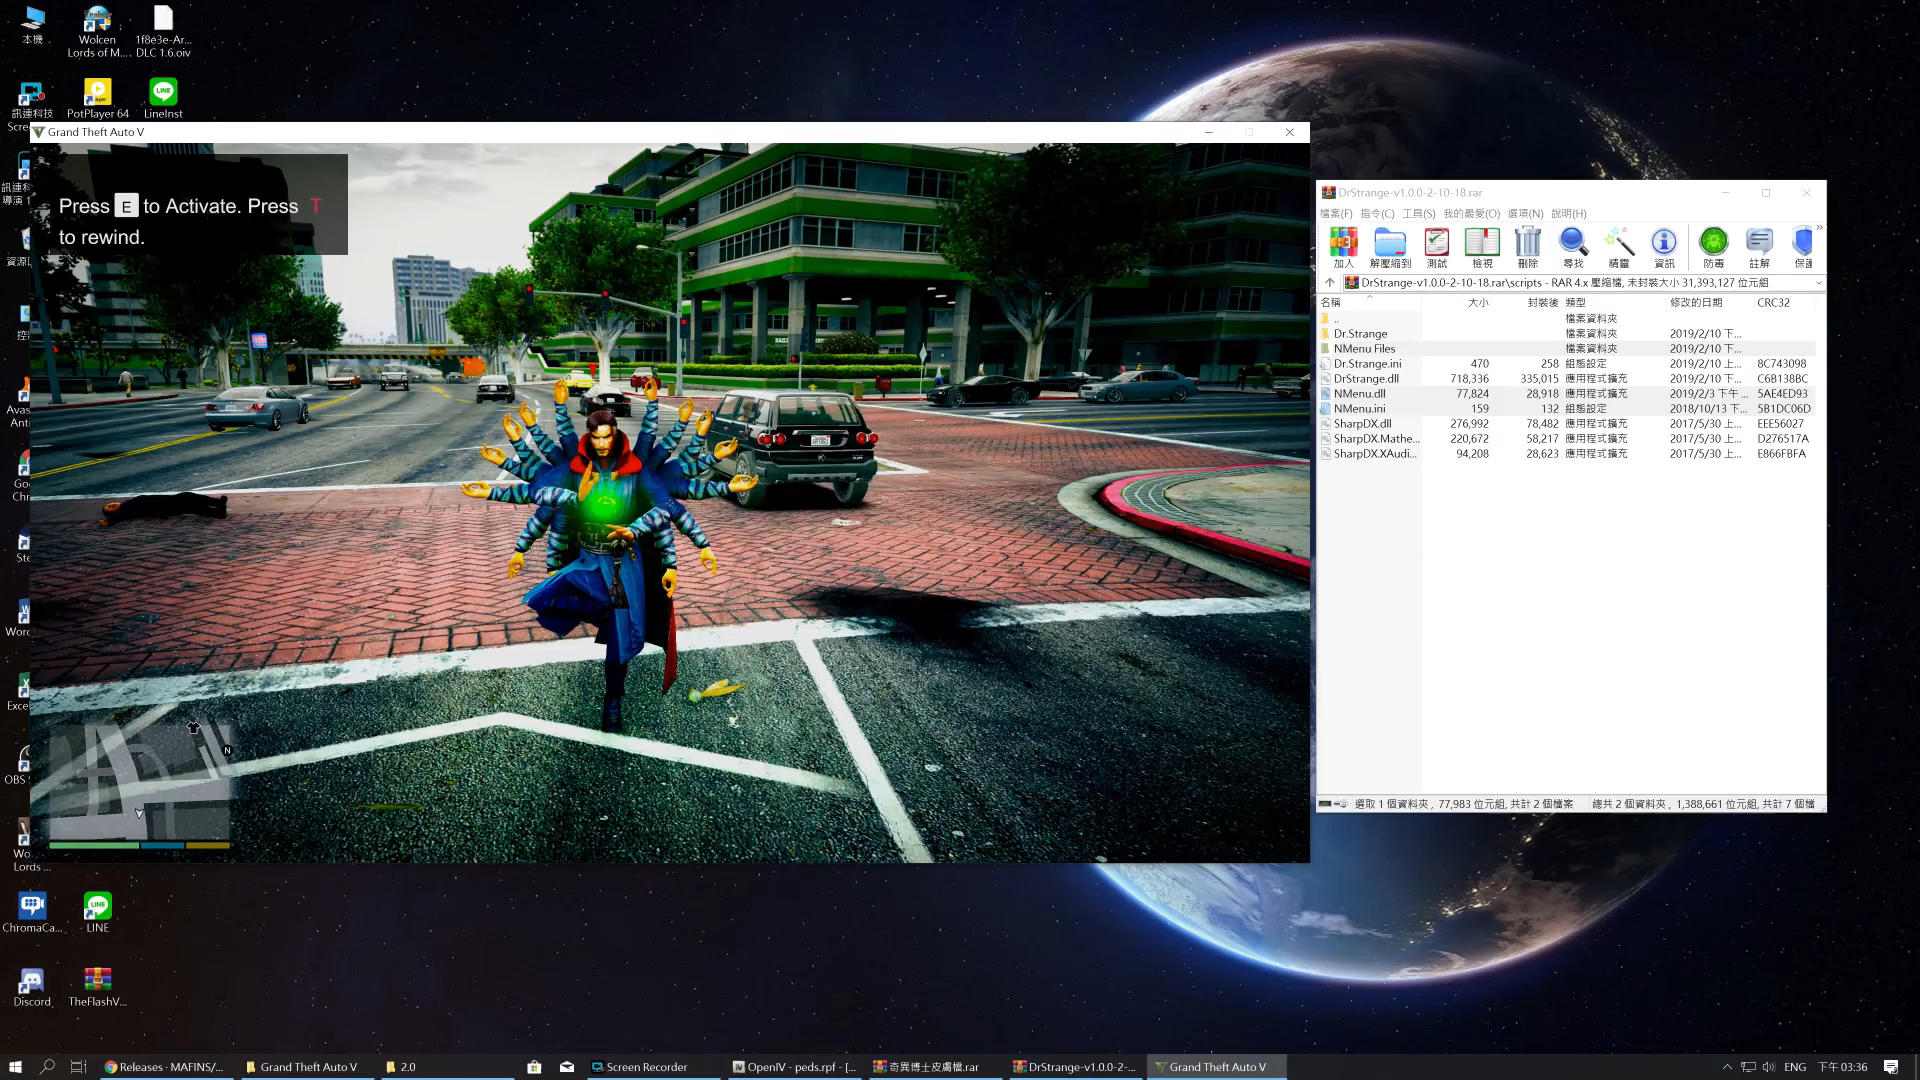 本機
Wolcen
Lords of M...
1f8e3e-Ar...
DLC 1.6.oiv
訊連科技
Scre
PotPlayer 64
LINE
LineInst
Grand Theft Auto V
Press E to Activate. Press T
to rewind.
N
Avas
Anti
Goo
Chr
Ste
Word
Exce
OBS
Wo
Lords ...
ChromaCa...
LINE
Discord
TheFlashV...
DrStrange-v1.0.0-2-10-18.rar
檔案(F) 指令(C) 工具(S) 我的最愛(O) 選項(N) 說明(H)
加入 解壓縮到 測試 檢視 刪除 尋找 精靈 資訊 防毒 註解 保護
DrStrange-v1.0.0-2-10-18.rar\scripts - RAR 4.x 壓縮檔, 未封裝大小 31,393,127 位元組
名稱 大小 封裝後 類型 修改的日期 CRC32
.. 檔案資料夾
Dr.Strange 檔案資料夾 2019/2/10 下...
NMenu Files 檔案資料夾 2019/2/10 下...
Dr.Strange.ini 470 258 組態設定 2019/2/10 上... 8C743098
DrStrange.dll 718,336 335,015 應用程式擴充 2019/2/10 下... C6B138BC
NMenu.dll 77,824 28,918 應用程式擴充 2019/2/3 下午 ... 5AE4ED93
NMenu.ini 159 132 組態設定 2018/10/13 下... 5B1DC06D
SharpDX.dll 276,992 78,482 應用程式擴充 2017/5/30 上... EEE56027
SharpDX.Mathe... 220,672 58,217 應用程式擴充 2017/5/30 上... D276517A
SharpDX.XAudi... 94,208 28,623 應用程式擴充 2017/5/30 上... E866FBFA
選取 1 個資料夾, 77,983 位元組, 共計 2 個檔案 總共 2 個資料夾, 1,388,661 位元組, 共計 7 個檔
Releases · MAFINS/... Grand Theft Auto V 2.0 Screen Recorder OpenIV - peds.rpf - [... 奇異博士皮膚檔.rar DrStrange-v1.0.0-2-... Grand Theft Auto V ENG 下午 03:36